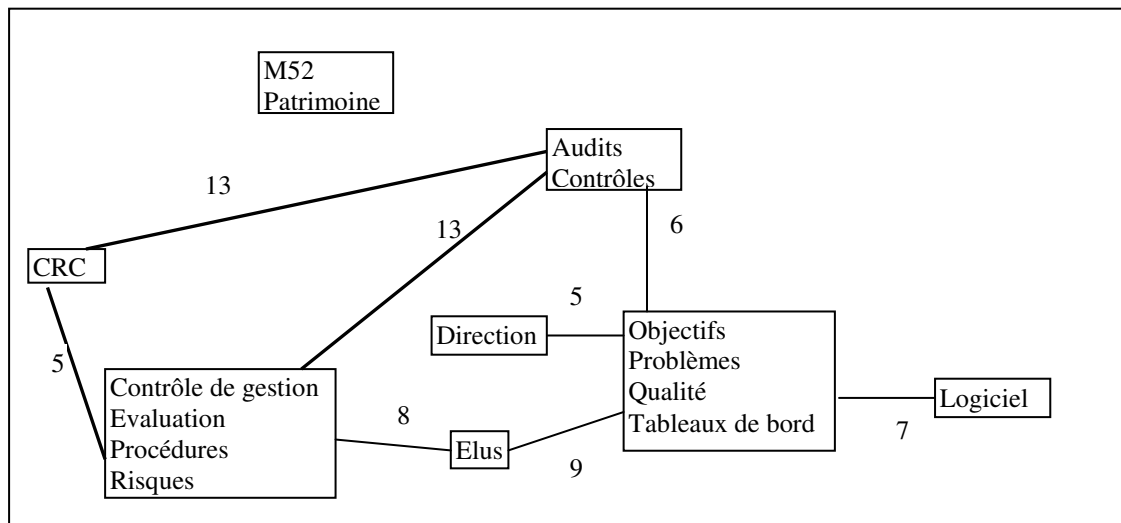 M52
Patrimoine
Audits
Contrôles
13
13
6
CRC
5
Direction
Objectifs
Problèmes
Qualité
Tableaux de bord
5
Contrôle de gestion
Evaluation
Procédures
Risques
8
Elus
9
7
Logiciel